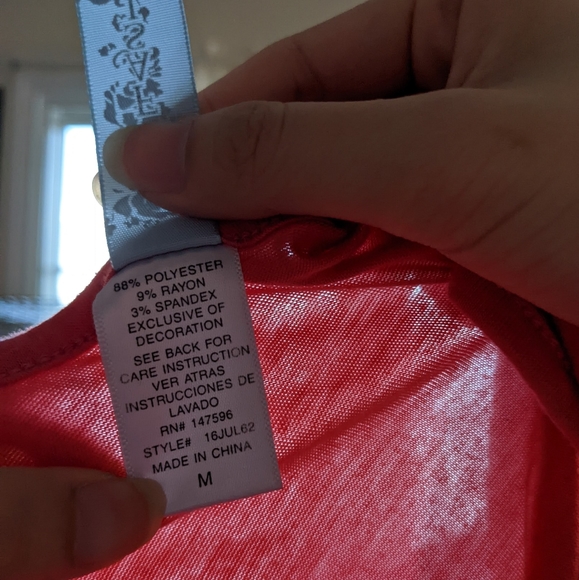 88% POLYESTER
9% RAYON
3% SPANDEX
EXCLUSIVE OF
DECORATION
SEE BACK FOR
CARE INSTRUCTION
VER ATRAS
INSTRUCCIONES DE
LAVADO
RN# 147596
STYLE# 16JUL62
MADE IN CHINA
M